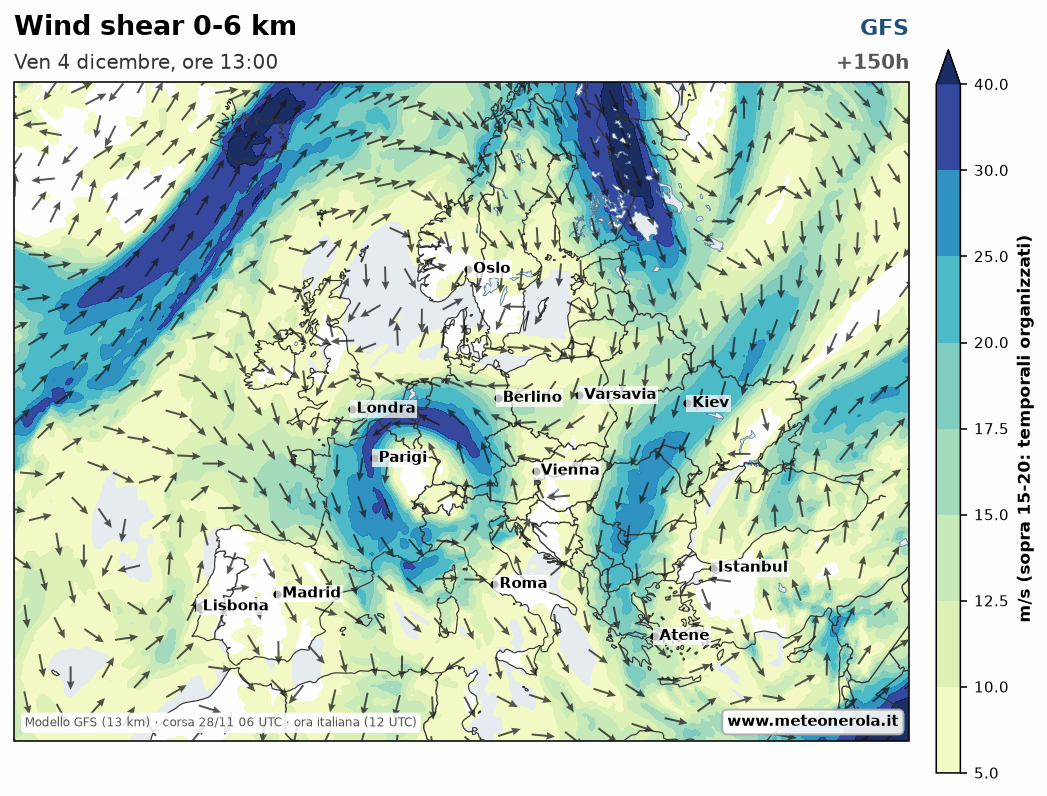 Wind shear 0-6 km
GFS
Ven 4 dicembre, ore 13:00
+150h
40.0
30.0
25.0
20.0
17.5
15.0
12.5
10.0
5.0
m/s (sopra 15-20: temporali organizzati)
Oslo
Berlino
Varsavia
Kiev
Londra
Parigi
Vienna
Istanbul
Roma
Madrid
Lisbona
Atene
Modello GFS (13 km) · corsa 28/11 06 UTC · ora italiana (12 UTC)
www.meteonerola.it